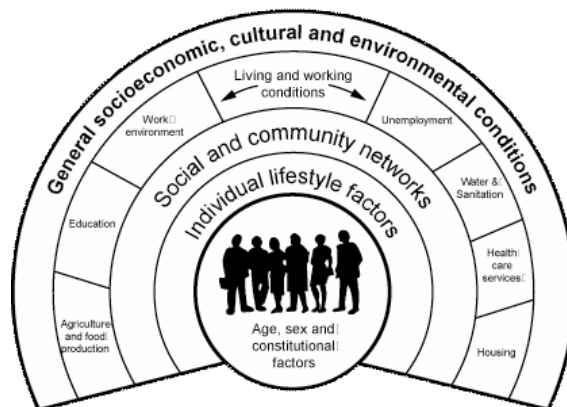 General socioeconomic, cultural and environmental conditions
Living and working
conditions
Work
environment
Unemployment
Education
Water &
Sanitation
Agriculture
and food
production
Health
care
services
Housing
Social and community networks
Individual lifestyle factors
Age, sex and
constitutional
factors